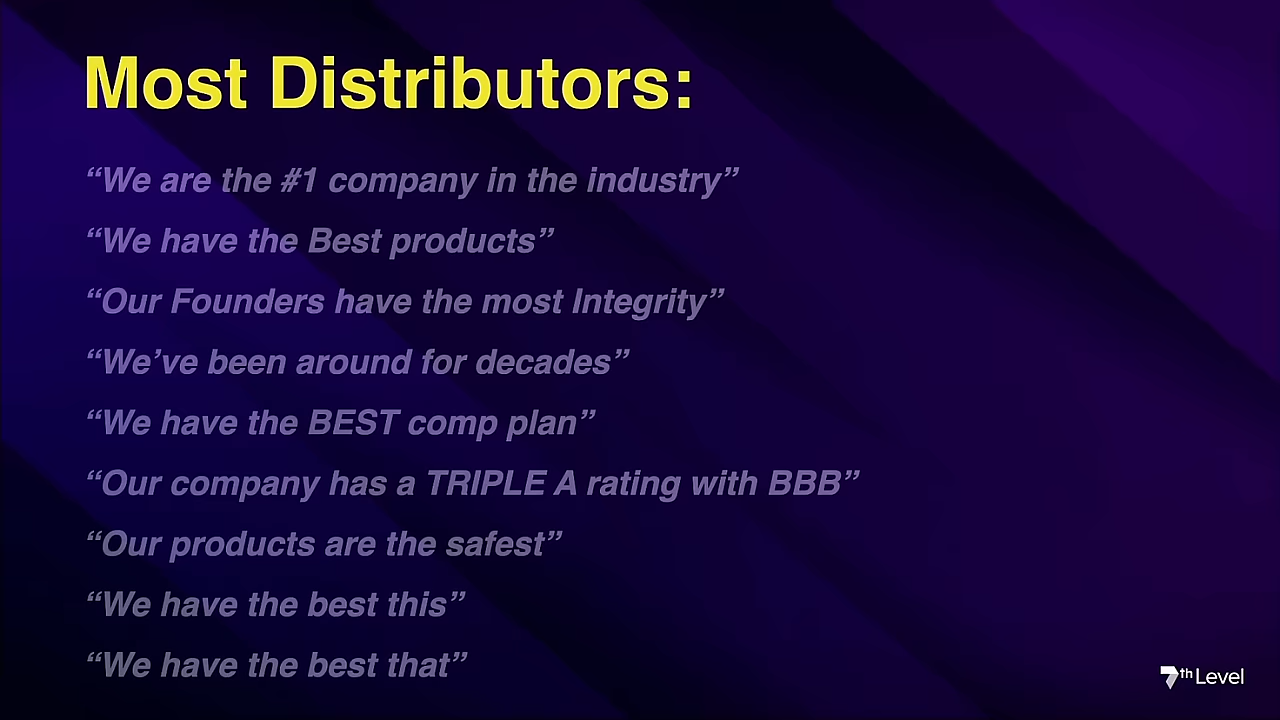 Most Distributors:
“We are the #1 company in the industry”
“We have the Best products”
“Our Founders have the most Integrity”
“We’ve been around for decades”
“We have the BEST comp plan”
“Our company has a TRIPLE A rating with BBB”
“Our products are the safest”
“We have the best this”
“We have the best that”
7th Level